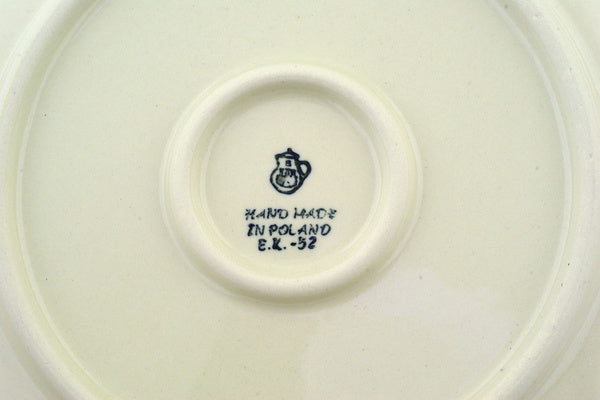 HAND MADE
IN POLAND
E.K. -52